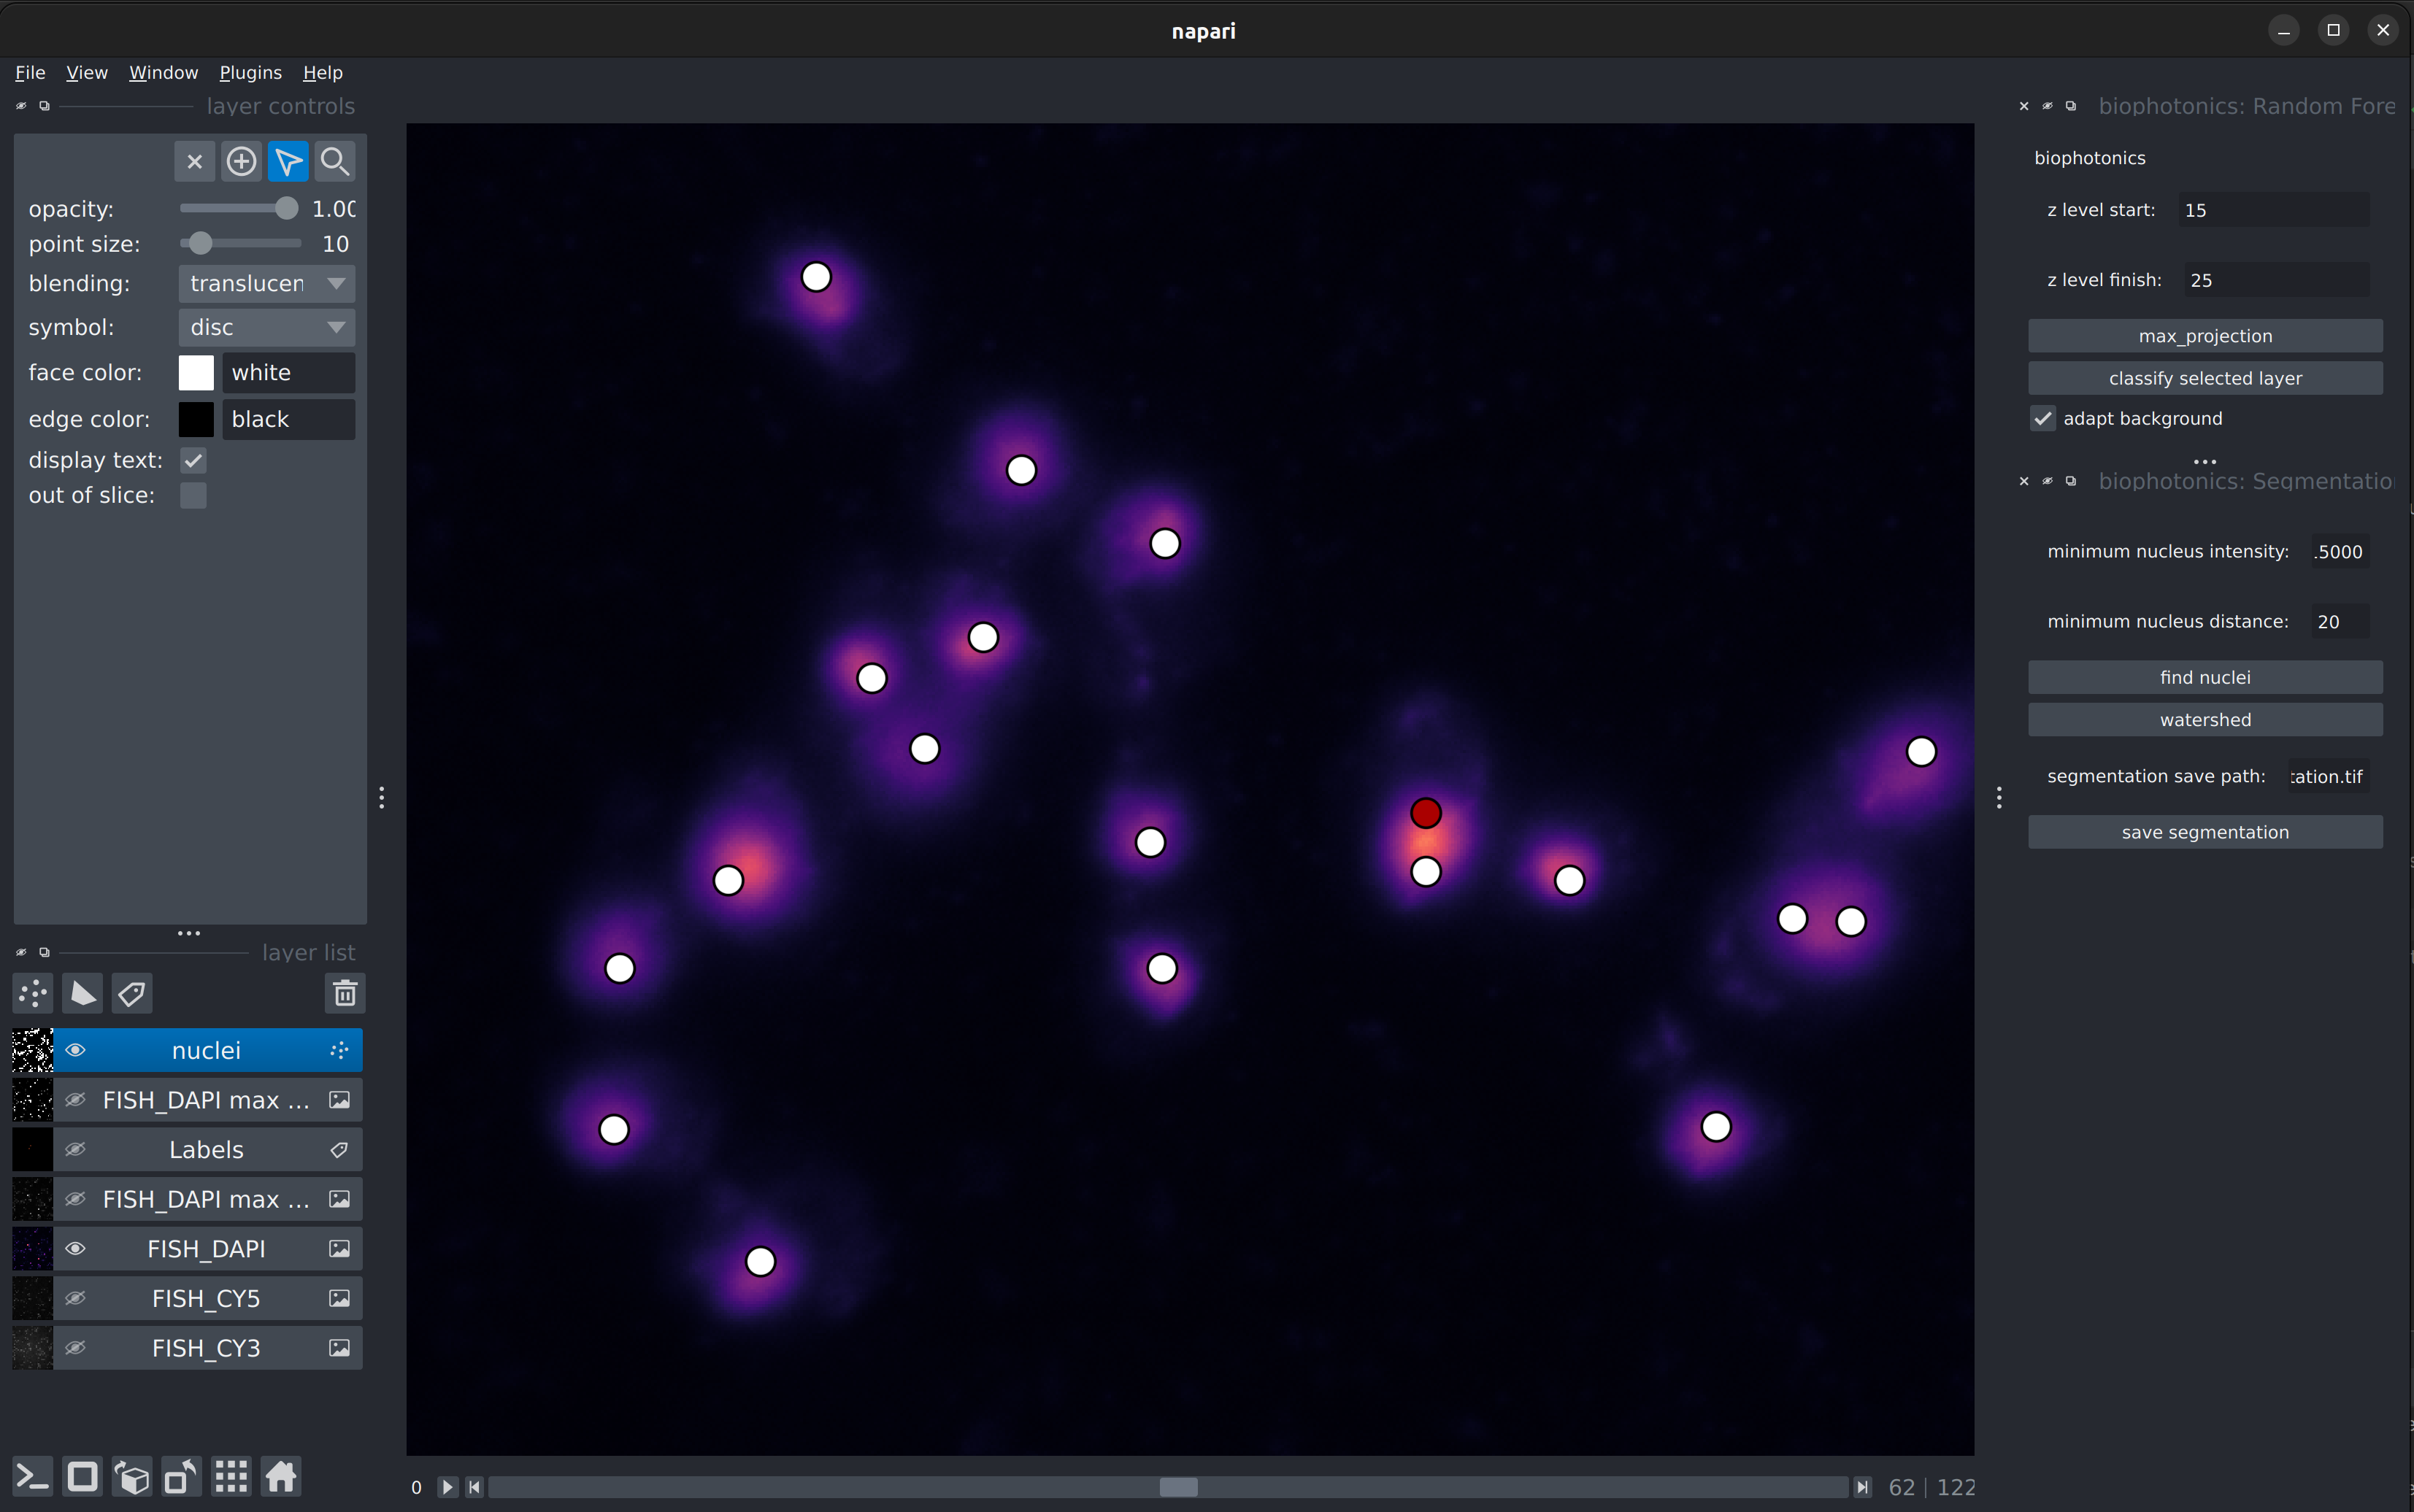 napari
File View Window Plugins Help
layer controls
opacity: 1.00
point size: 10
blending: translucen
symbol: disc
face color: white
edge color: black
display text:
out of slice:
layer list
nuclei
FISH_DAPI max ...
Labels
FISH_DAPI max ...
FISH_DAPI
FISH_CY5
FISH_CY3
0
62 | 122
biophotonics: Random Fore
biophotonics
z level start: 15
z level finish: 25
max_projection
classify selected layer
adapt background
biophotonics: Segmentatio
minimum nucleus intensity: .5000
minimum nucleus distance: 20
find nuclei
watershed
segmentation save path: tation.tif
save segmentation